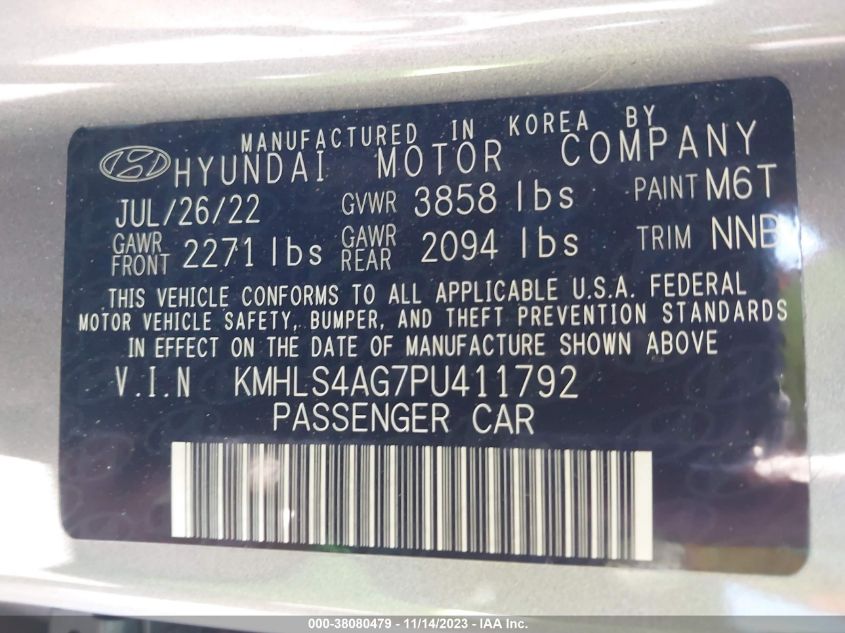 MANUFACTURED IN KOREA BY
HYUNDAI MOTOR COMPANY
JUL/26/22 GVWR 3858 lbs PAINT M6T
GAWR FRONT 2271 lbs GAWR REAR 2094 lbs TRIM NNB
THIS VEHICLE CONFORMS TO ALL APPLICABLE U.S.A. FEDERAL
MOTOR VEHICLE SAFETY, BUMPER, AND THEFT PREVENTION STANDARDS
IN EFFECT ON THE DATE OF MANUFACTURE SHOWN ABOVE
V.I.N KMHLS4AG7PU411792
PASSENGER CAR
000-38080479 - 11/14/2023 - IAA Inc.